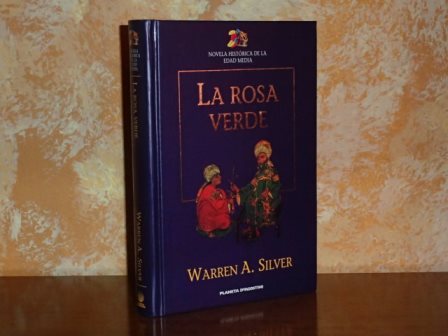 NOVELA HISTÓRICA DE LA
EDAD MEDIA
LA ROSA
VERDE
WARREN A. SILVER
PLANETA DEAGOSTINI
LA ROSA VERDE
WARREN A. SILVER